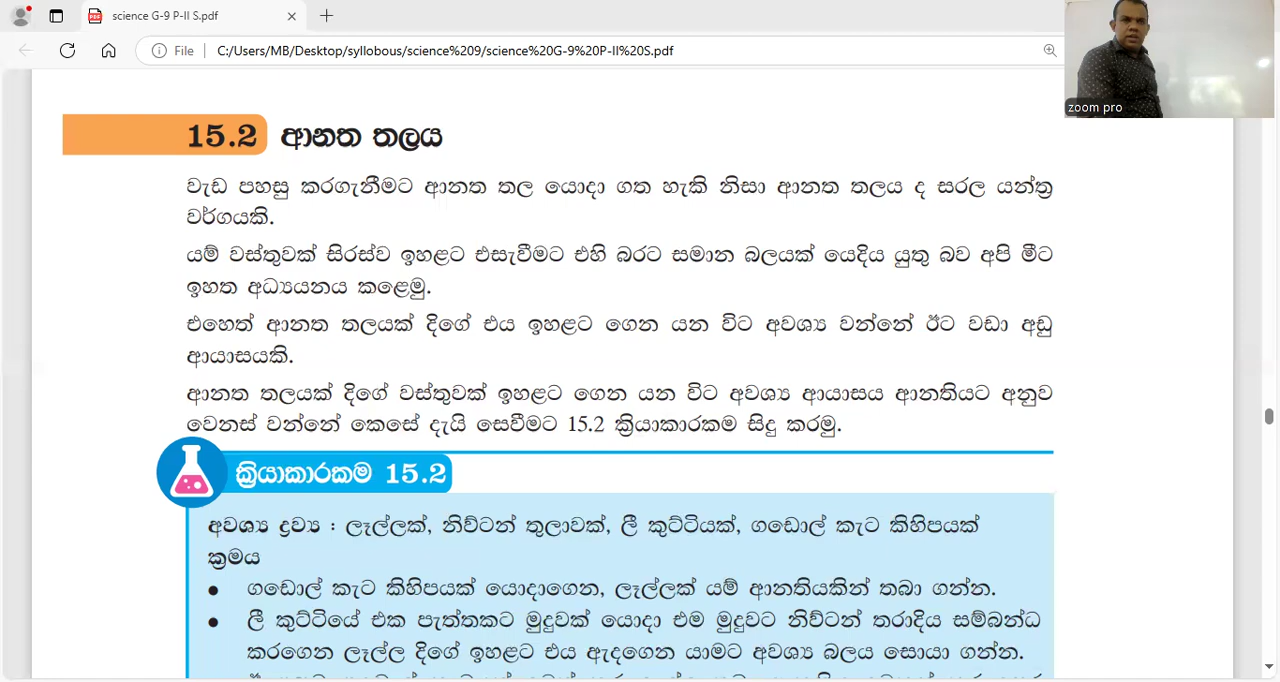 science G-9 P-II S.pdf
File
C:/Users/MB/Desktop/syllobous/science%209/science%20G-9%20P-II%20S.pdf
zoom pro
15.2 ආනත තලය
වැඩ පහසු කරගැනීමට ආනත තල යොදා ගත හැකි නිසා ආනත තලය ද සරල යන්ත්‍ර
වර්ගයකි.
යම් වස්තුවක් සිරස්ව ඉහළට එසැවීමට එහි බරට සමාන බලයක් යෙදිය යුතු බව අපි මීට
ඉහත අධ්‍යයනය කළෙමු.
එහෙත් ආනත තලයක් දිගේ එය ඉහළට ගෙන යන විට අවශ්‍ය වන්නේ ඊට වඩා අඩු
ආයාසයකි.
ආනත තලයක් දිගේ වස්තුවක් ඉහළට ගෙන යන විට අවශ්‍ය ආයාසය ආනතියට අනුව
වෙනස් වන්නේ කෙසේ දැයි සෙවීමට 15.2 ක්‍රියාකාරකම සිදු කරමු.
ක්‍රියාකාරකම 15.2
අවශ්‍ය ද්‍රව්‍ය : ලෑල්ලක්, නිව්ටන් තුලාවක්, ලී කුට්ටියක්, ගඩොල් කැට කිහිපයක්
ක්‍රමය
● ගඩොල් කැට කිහිපයක් යොදාගෙන, ලෑල්ලක් යම් ආනතියකින් තබා ගන්න.
● ලී කුට්ටියේ එක පැත්තකට මුදුවක් යොදා එම මුදුවට නිව්ටන් තරාදිය සම්බන්ධ
කරගෙන ලෑල්ල දිගේ ඉහළට එය ඇදගෙන යාමට අවශ්‍ය බලය සොයා ගන්න.